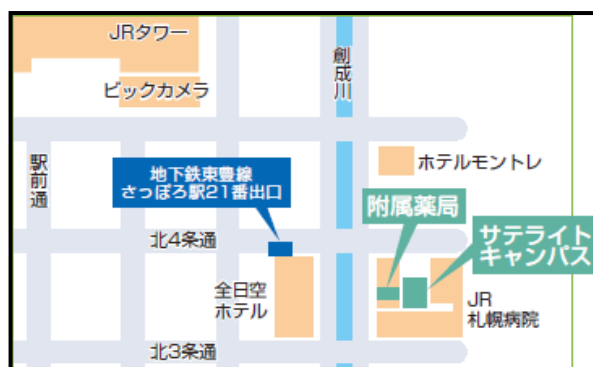 JRタワー
ビックカメラ
創成川
駅前通
地下鉄東豊線
さっぽろ駅21番出口
ホテルモントレ
附属薬局
サテライト
キャンパス
北4条通
全日空
ホテル
JR
札幌病院
北3条通